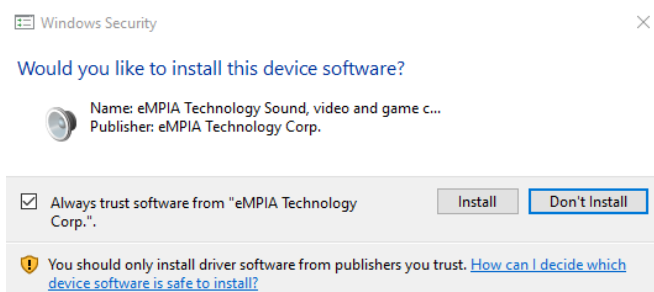 Windows Security
Would you like to install this device software?
Name: eMPIA Technology Sound, video and game c...
Publisher: eMPIA Technology Corp.
Always trust software from "eMPIA Technology
Corp.".
Install
Don't Install
You should only install driver software from publishers you trust. How can I decide which
device software is safe to install?